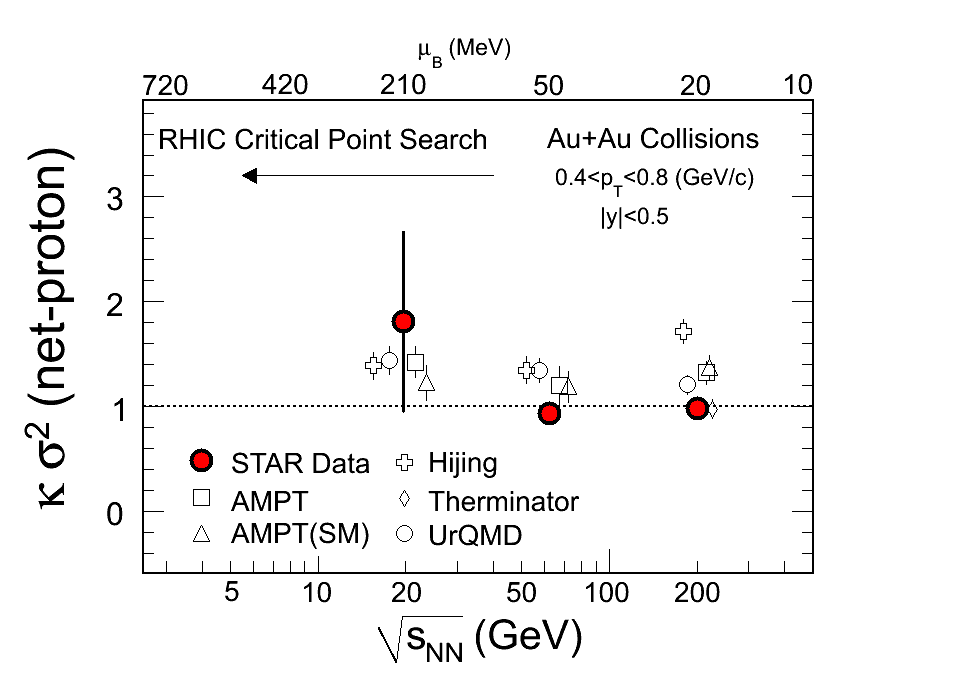 μB (MeV)
720 420 210 50 20 10
RHIC Critical Point Search
Au+Au Collisions
0.4<pT<0.8 (GeV/c)
|y|<0.5
3
2
1
0
κ σ2 (net-proton)
STAR Data
Hijing
AMPT
Therminator
AMPT(SM)
UrQMD
5 10 20 50 100 200
√sNN (GeV)